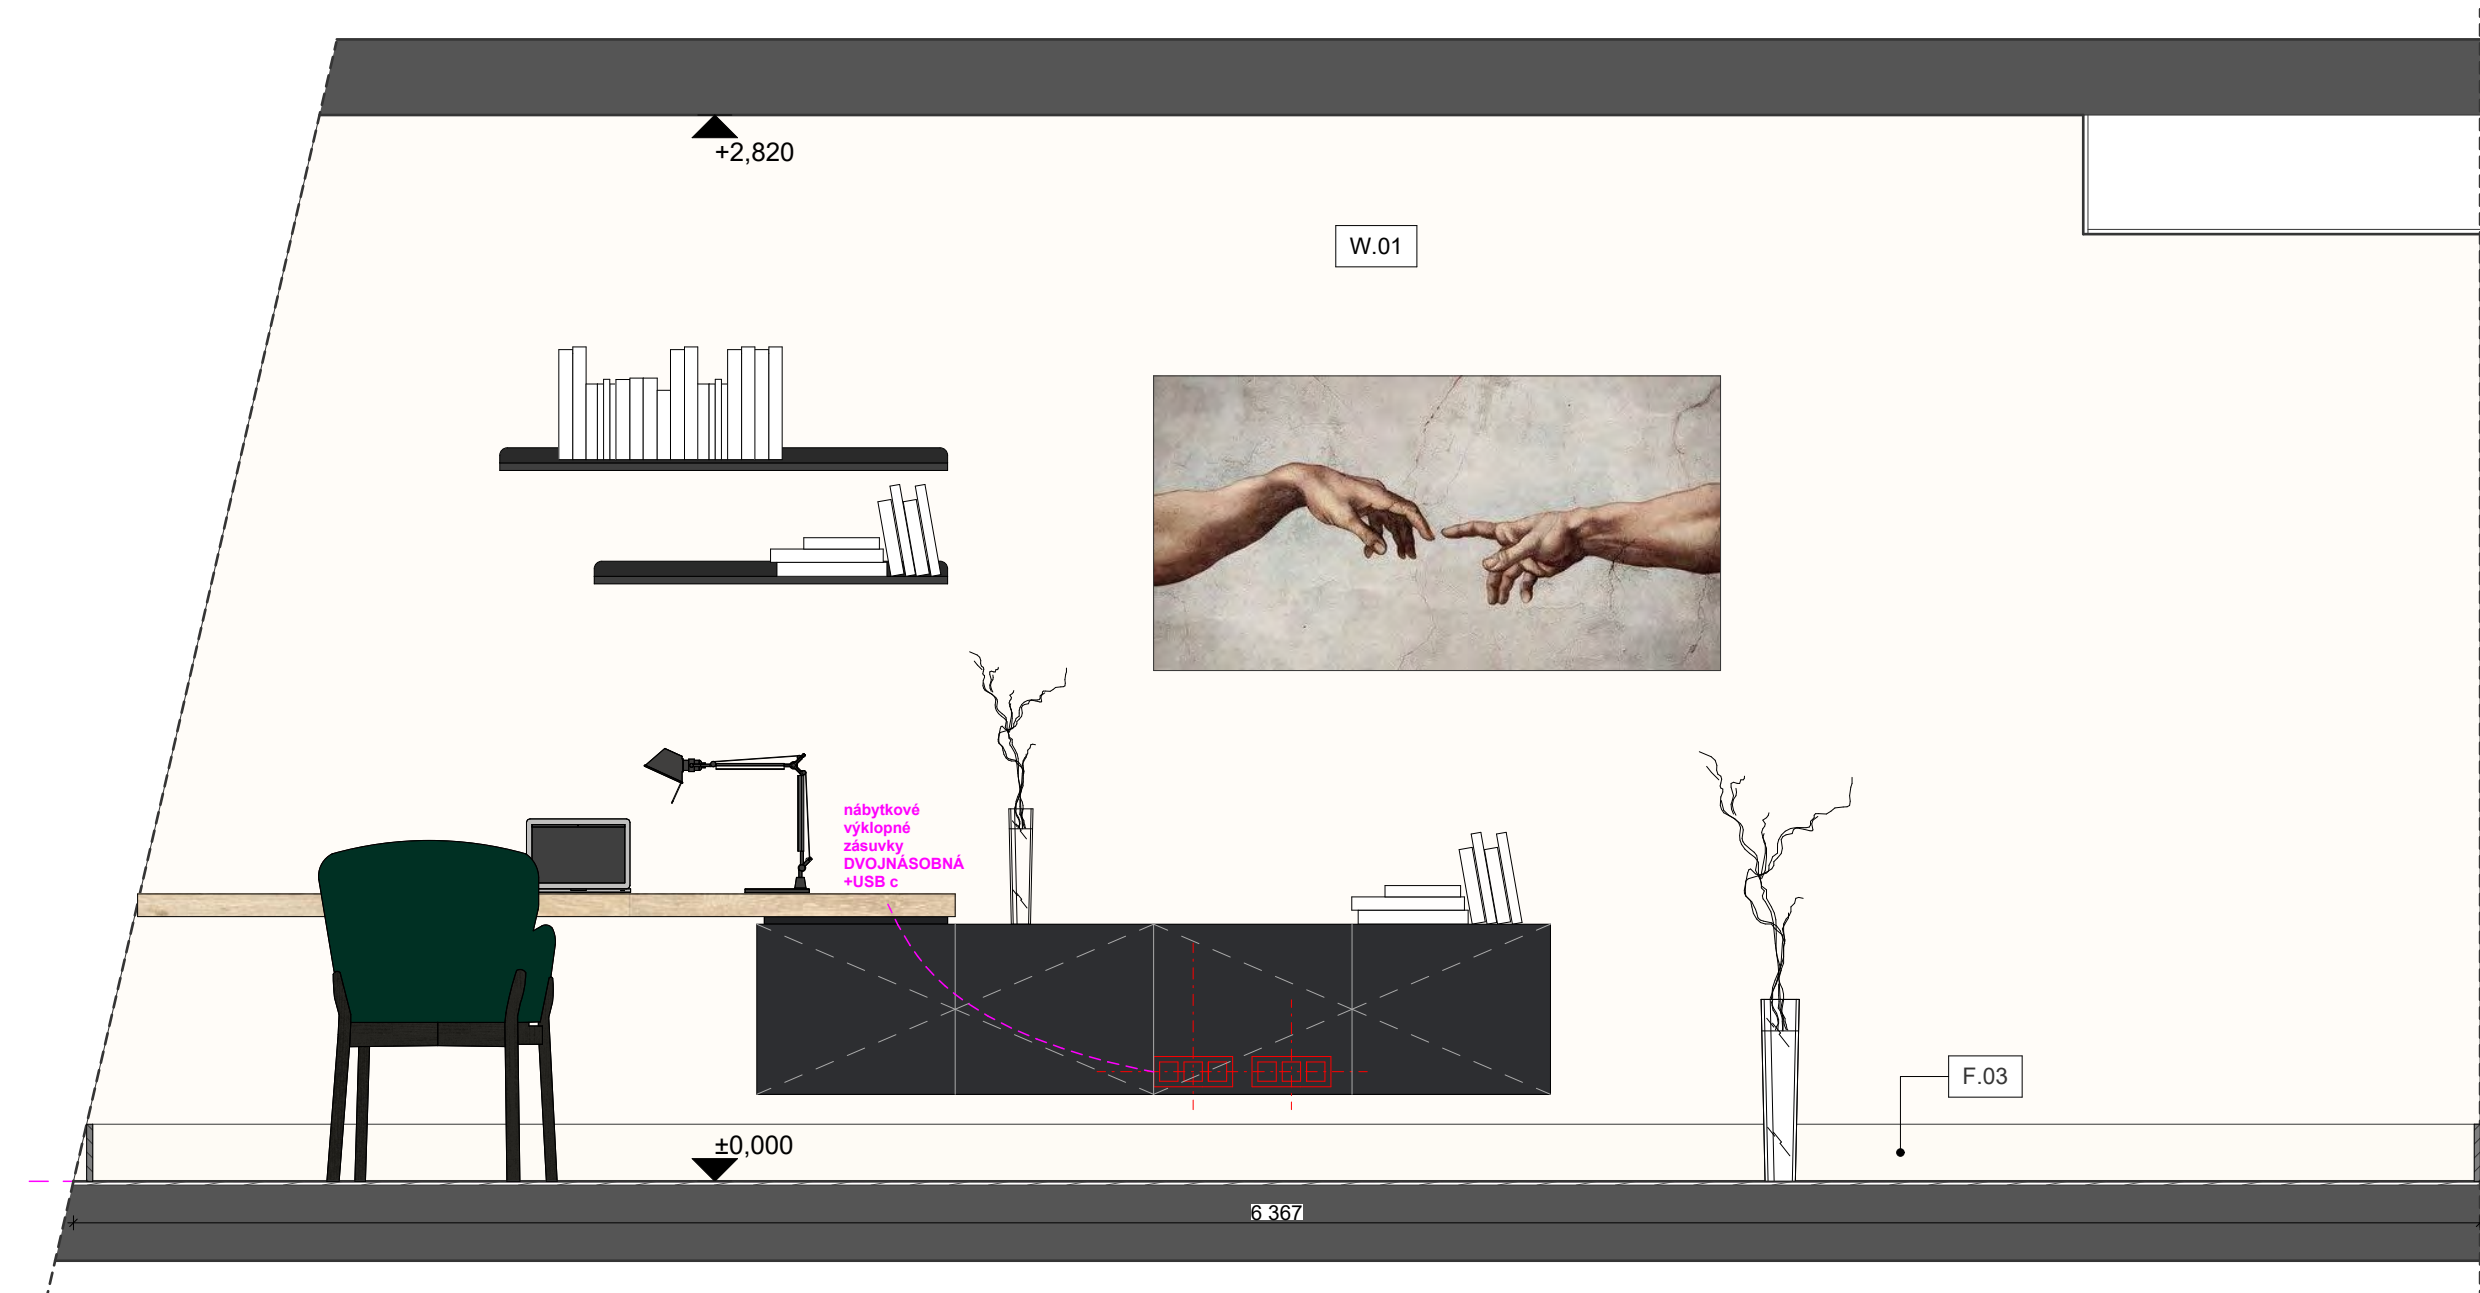 +2,820
W.01
nábytkové
výklopné
zásuvky
DVOJNÁSOBNÁ
+USB c
F.03
±0,000
6 367